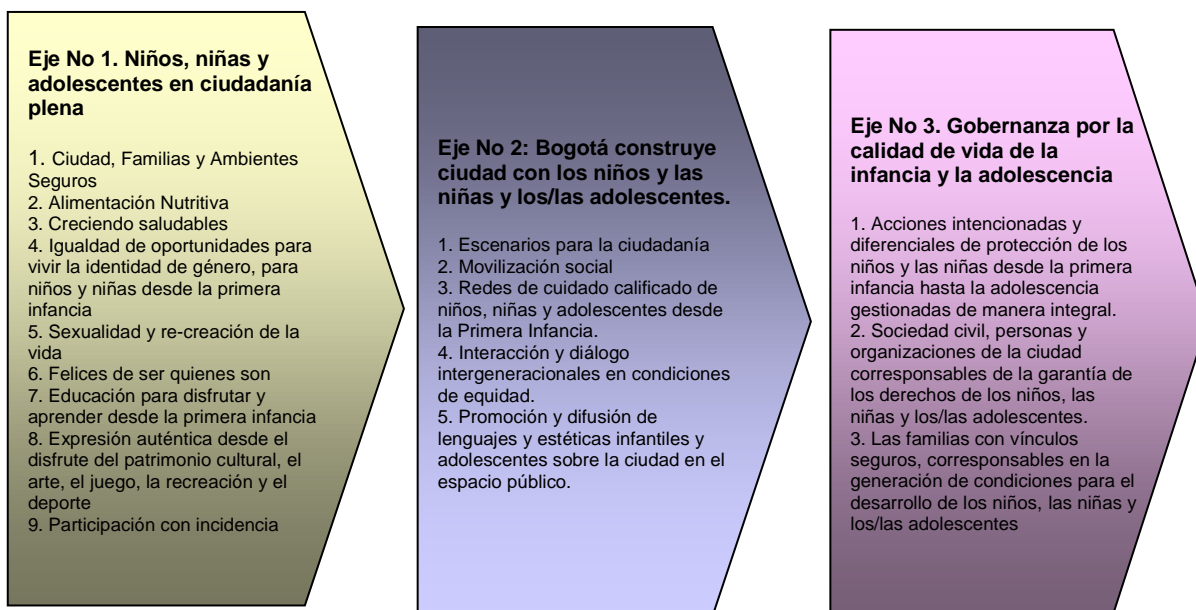 Eje No 1. Niños, niñas y
adolescentes en ciudadanía
plena
1. Ciudad, Familias y Ambientes
Seguros
2. Alimentación Nutritiva
3. Creciendo saludables
4. Igualdad de oportunidades para
vivir la identidad de género, para
niños y niñas desde la primera
infancia
5. Sexualidad y re-creación de la
vida
6. Felices de ser quienes son
7. Educación para disfrutar y
aprender desde la primera infancia
8. Expresión auténtica desde el
disfrute del patrimonio cultural, el
arte, el juego, la recreación y el
deporte
9. Participación con incidencia
Eje No 2: Bogotá construye
ciudad con los niños y las
niñas y los/las adolescentes.
1. Escenarios para la ciudadanía
2. Movilización social
3. Redes de cuidado calificado de
niños, niñas y adolescentes desde
la Primera Infancia.
4. Interacción y diálogo
intergeneracionales en condiciones
de equidad.
5. Promoción y difusión de
lenguajes y estéticas infantiles y
adolescentes sobre la ciudad en el
espacio público.
Eje No 3. Gobernanza por la
calidad de vida de la
infancia y la adolescencia
1. Acciones intencionadas y
diferenciales de protección de los
niños y las niñas desde la primera
infancia hasta la adolescencia
gestionadas de manera integral.
2. Sociedad civil, personas y
organizaciones de la ciudad
corresponsables de la garantía de
los derechos de los niños, las
niñas y los/las adolescentes.
3. Las familias con vínculos
seguros, corresponsables en la
generación de condiciones para el
desarrollo de los niños, las niñas y
los/las adolescentes